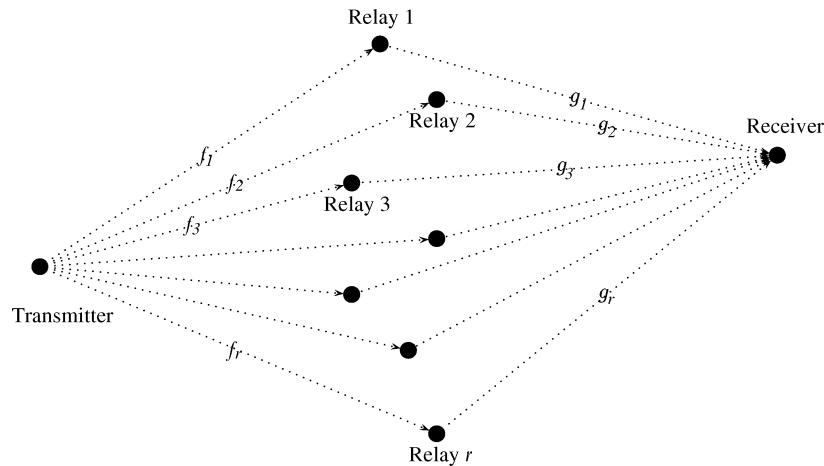 Relay 1
g1
Relay 2
g2
Receiver
f1
f2
g3
Relay 3
f3
Transmitter
gr
fr
Relay r